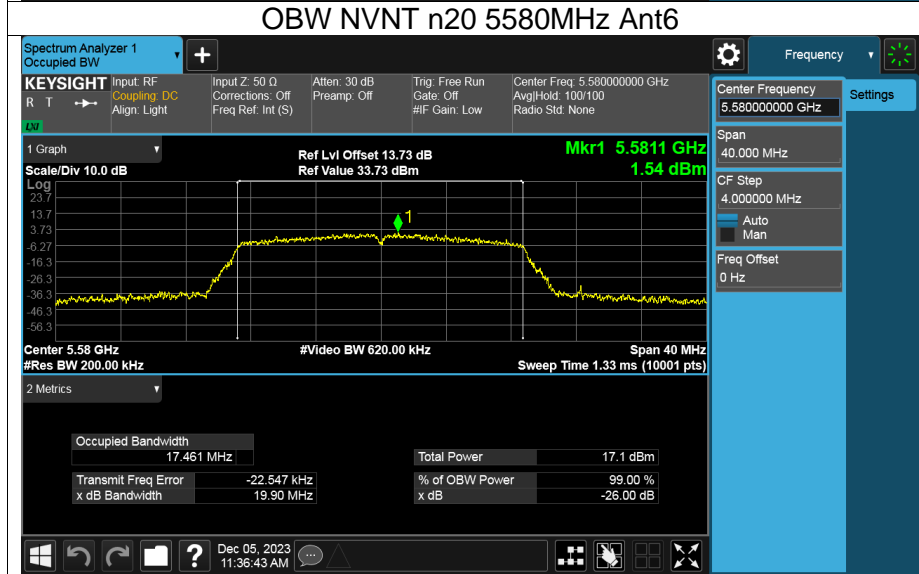 OBW NVNT n20 5580MHz Ant6
Spectrum Analyzer 1
Occupied BW
+
Frequency
KEYSIGHT
R T
LXI
Input: RF
Coupling: DC
Align: Light
Input Z: 50 Ω
Corrections: Off
Freq Ref: Int (S)
Atten: 30 dB
Preamp: Off
Trig: Free Run
Gate: Off
#IF Gain: Low
Center Freq: 5.580000000 GHz
Avg|Hold: 100/100
Radio Std: None
Center Frequency
5.580000000 GHz
Settings
Span
40.000 MHz
CF Step
4.000000 MHz
Auto
Man
Freq Offset
0 Hz
1 Graph
Scale/Div 10.0 dB
Ref Lvl Offset 13.73 dB
Ref Value 33.73 dBm
Mkr1 5.5811 GHz
1.54 dBm
Log
23.7
13.7
3.73
-6.27
-16.3
-26.3
-36.3
-46.3
-56.3
1
Center 5.58 GHz
#Res BW 200.00 kHz
#Video BW 620.00 kHz
Span 40 MHz
Sweep Time 1.33 ms (10001 pts)
2 Metrics
Occupied Bandwidth
17.461 MHz
Transmit Freq Error -22.547 kHz
x dB Bandwidth 19.90 MHz
Total Power 17.1 dBm
% of OBW Power 99.00 %
x dB -26.00 dB
?
Dec 05, 2023
11:36:43 AM